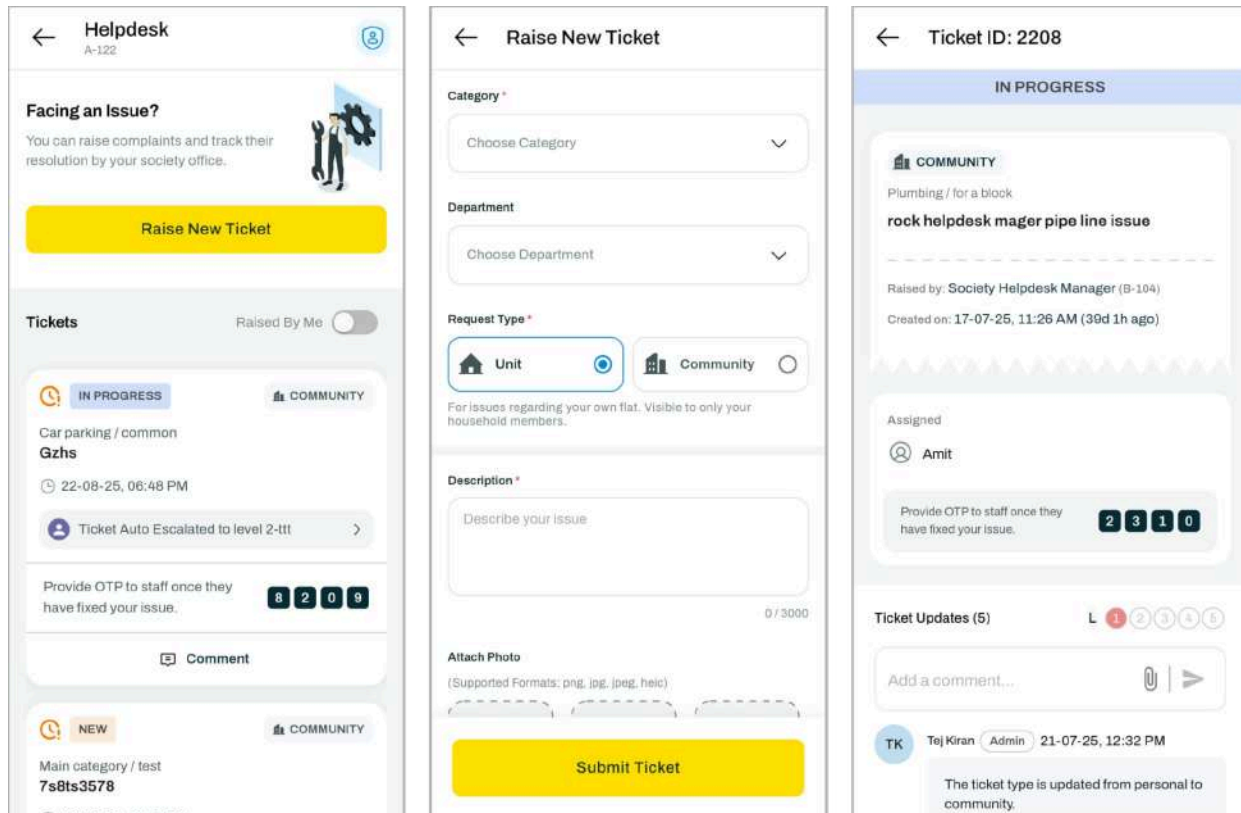 Helpdesk
A-122
Facing an Issue?
You can raise complaints and track their
resolution by your society office.
Raise New Ticket
Tickets
Raised By Me
IN PROGRESS
COMMUNITY
Car parking / common
Gzhs
22-08-25, 06:48 PM
Ticket Auto Escalated to level 2-ttt
Provide OTP to staff once they
have fixed your issue.
8 2 0 9
Comment
NEW
COMMUNITY
Main category / test
7s8ts3578
Raise New Ticket
Category *
Choose Category
Department
Choose Department
Request Type *
Unit
Community
For issues regarding your own flat. Visible to only your
household members.
Description *
Describe your issue
0 / 3000
Attach Photo
(Supported Formats: png, jpg, jpeg, heic)
Submit Ticket
Ticket ID: 2208
IN PROGRESS
COMMUNITY
Plumbing / for a block
rock helpdesk mager pipe line issue
Raised by: Society Helpdesk Manager (B-104)
Created on: 17-07-25, 11:26 AM (39d 1h ago)
Assigned
Amit
Provide OTP to staff once they
have fixed your issue.
2 3 1 0
Ticket Updates (5)
L 1 2 3 4 5
Add a comment...
TK
Tej Kiran Admin 21-07-25, 12:32 PM
The ticket type is updated from personal to
community.